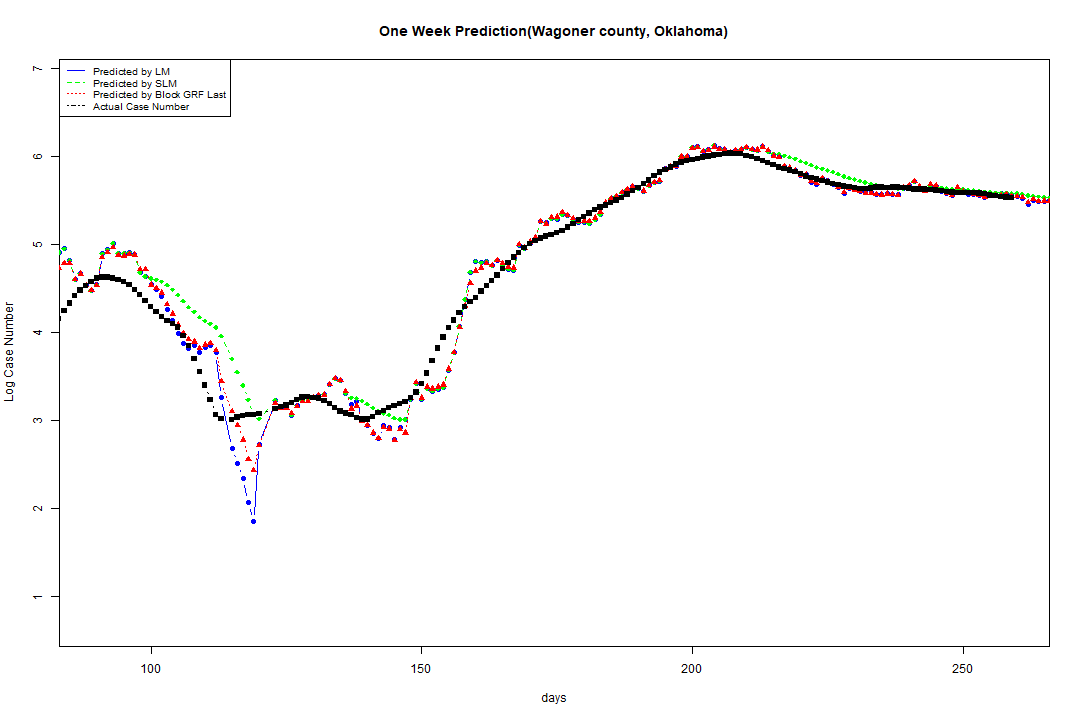 One Week Prediction(Wagoner county, Oklahoma)
Predicted by LM
Predicted by SLM
Predicted by Block GRF Last
Actual Case Number
7
6
5
4
3
2
1
Log Case Number
100 150 200 250
days